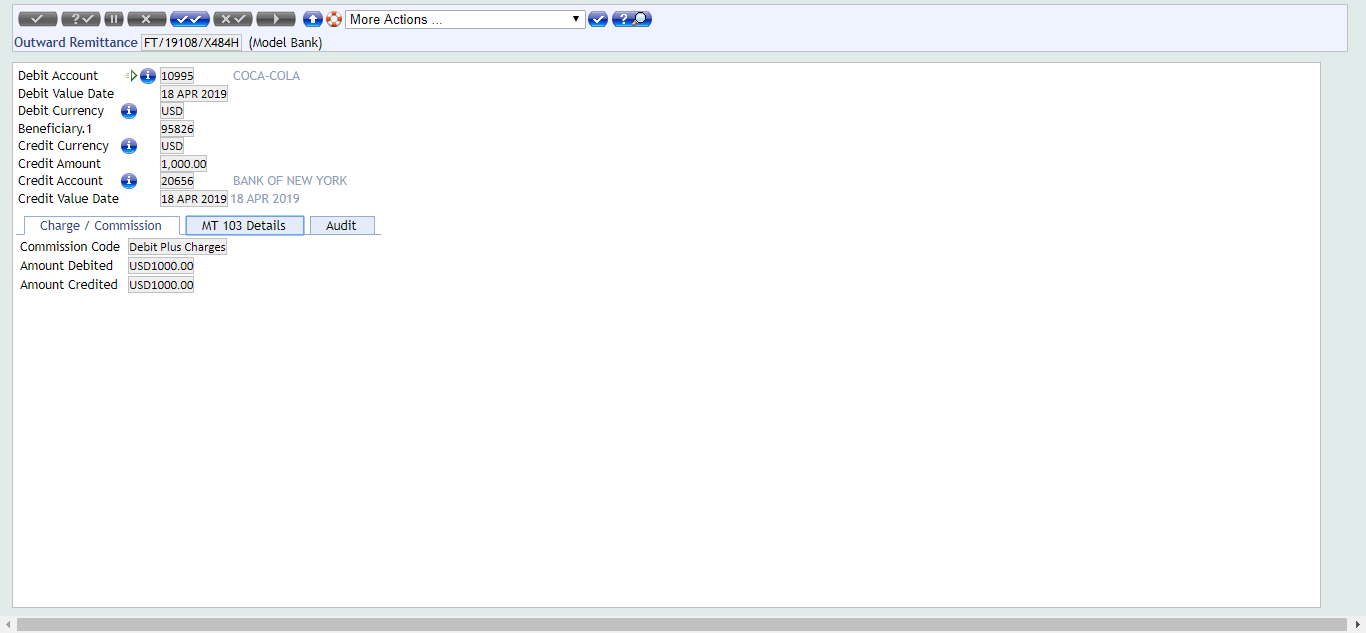 More Actions ...
Outward Remittance FT/19108/X484H (Model Bank)
Debit Account 10995 COCA-COLA
Debit Value Date 18 APR 2019
Debit Currency USD
Beneficiary.1 95826
Credit Currency USD
Credit Amount 1,000.00
Credit Account 20656 BANK OF NEW YORK
Credit Value Date 18 APR 2019 18 APR 2019
Charge / Commission MT 103 Details Audit
Commission Code Debit Plus Charges
Amount Debited USD1000.00
Amount Credited USD1000.00